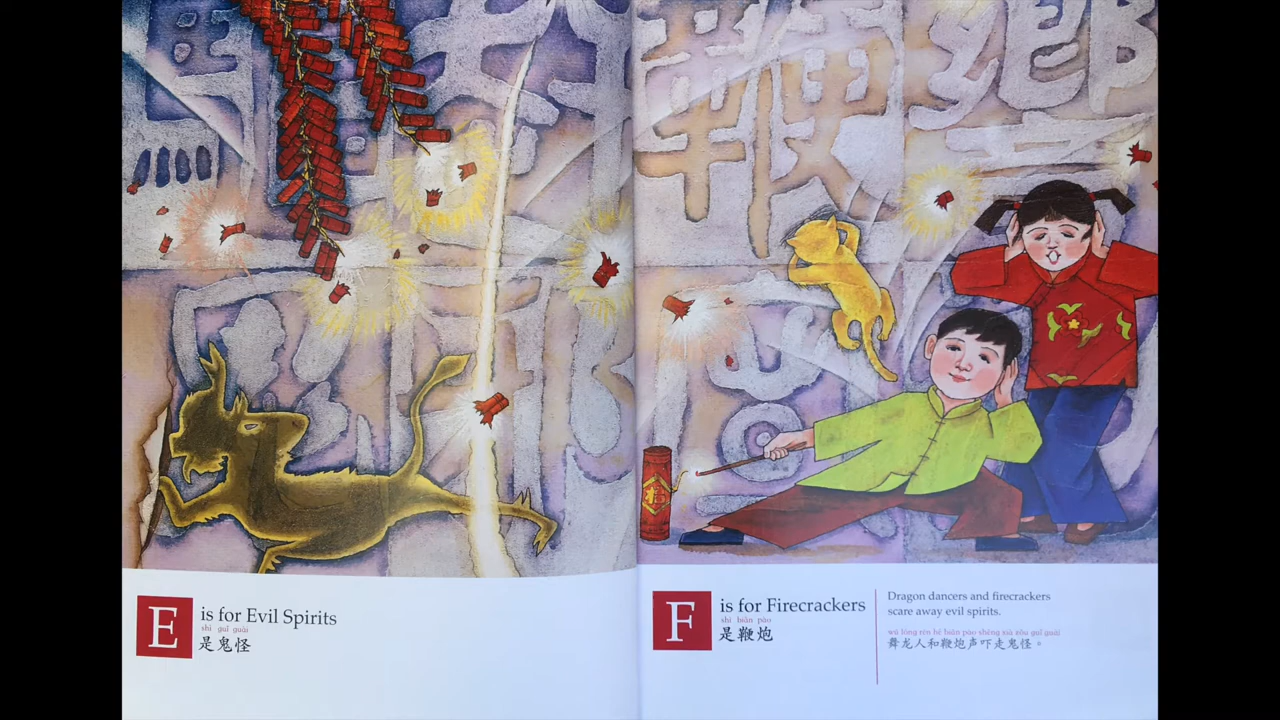 E
is for Evil Spirits
shì guǐ guài
是鬼怪
鞭
福
F
is for Firecrackers
shì biān pào
是鞭炮
Dragon dancers and firecrackers
scare away evil spirits.
wǔ lóng rén hé biān pào shēng xià zǒu guǐ guài
舞龙人和鞭炮声吓走鬼怪。